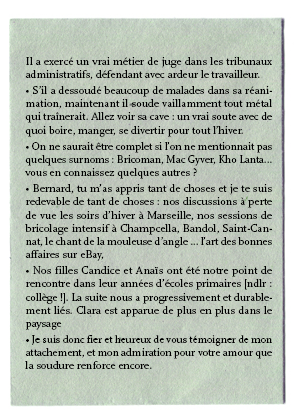 Il a exercé un vrai métier de juge dans les tribunaux
administratifs, défendant avec ardeur le travailleur.
• S'il a dessoudé beaucoup de malades dans sa réani-
mation, maintenant il soude vaillamment tout métal
qui traînerait. Allez voir sa cave : un vrai soute avec de
quoi boire, manger, se divertir pour tout l'hiver.
• On ne saurait être complet si l'on ne mentionnait pas
quelques surnoms : Bricoman, Mac Gyver, Kho Lanta...
vous en connaissez quelques autres ?
• Bernard, tu m'as appris tant de choses et je te suis
redevable de tant de choses : nos discussions à perte
de vue les soirs d'hiver à Marseille, nos sessions de
bricolage intensif à Champcella, Bandol, Saint-Can-
nat, le chant de la mouleuse d'angle ... l'art des bonnes
affaires sur eBay,
• Nos filles Candice et Anaïs ont été notre point de
rencontre dans leur années d'écoles primaires [ndlr :
collège !]. La suite nous a progressivement et durable-
ment liés. Clara est apparue de plus en plus dans le
paysage
• Je suis donc fier et heureux de vous témoigner de mon
attachement, et mon admiration pour votre amour que
la soudure renforce encore.